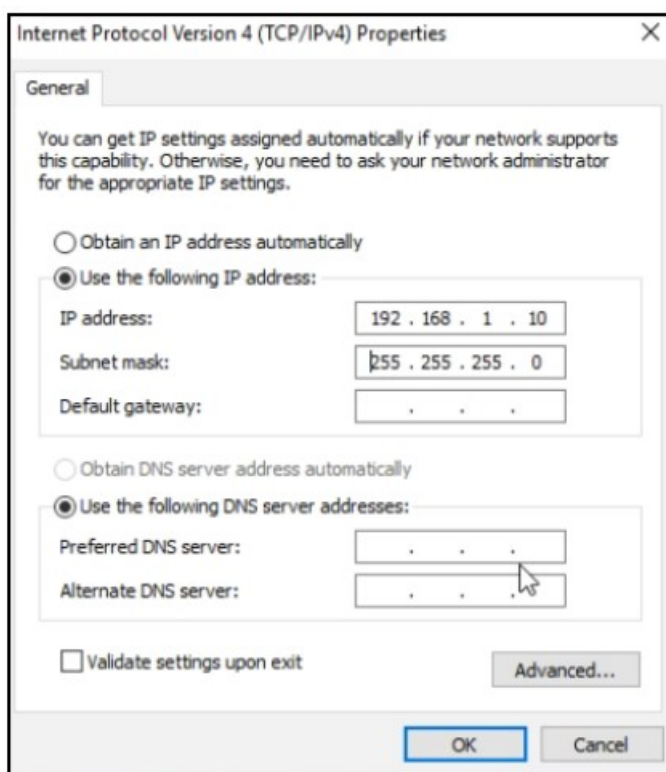 Internet Protocol Version 4 (TCP/IPv4) Properties
General
You can get IP settings assigned automatically if your network supports
this capability. Otherwise, you need to ask your network administrator
for the appropriate IP settings.
Obtain an IP address automatically
Use the following IP address:
IP address: 192 . 168 . 1 . 10
Subnet mask: 255 . 255 . 255 . 0
Default gateway: . . .
Obtain DNS server address automatically
Use the following DNS server addresses:
Preferred DNS server: . . .
Alternate DNS server: . . .
Validate settings upon exit
Advanced...
OK Cancel